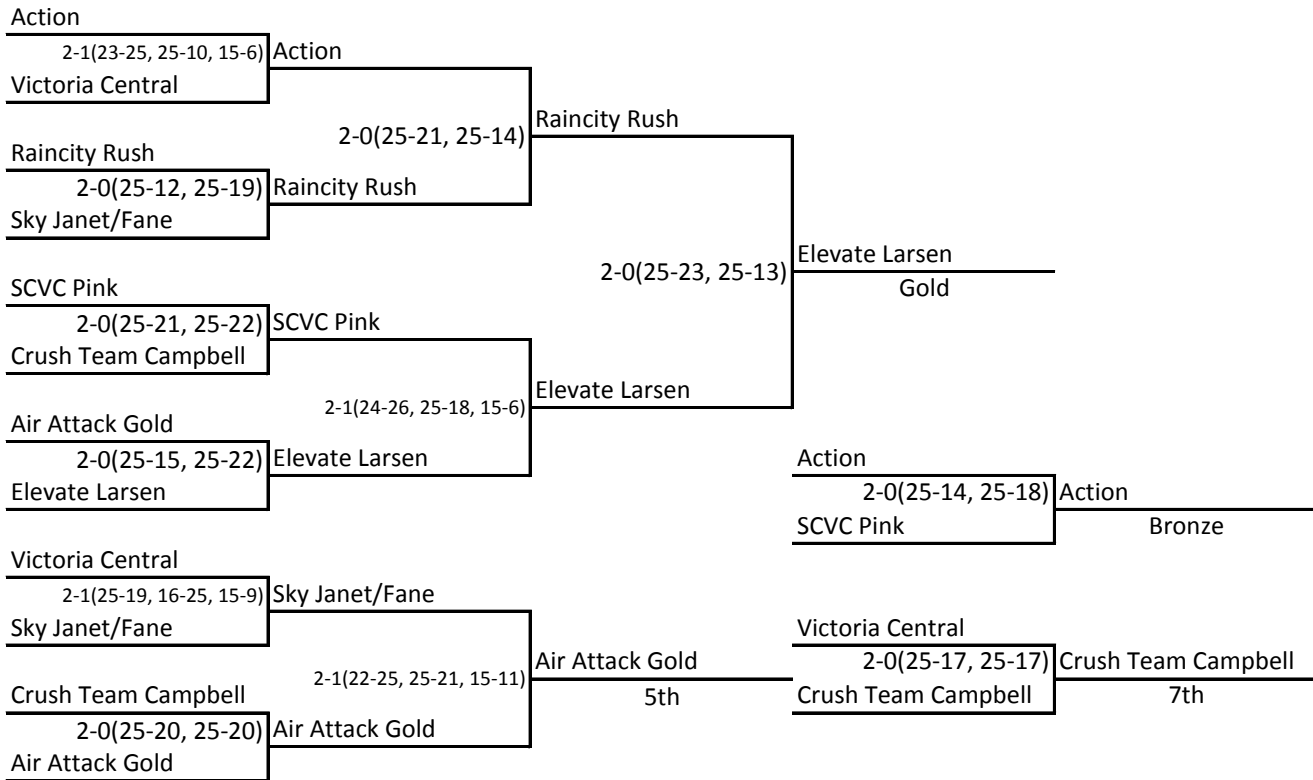 Action
2-1(23-25, 25-10, 15-6) Action
Victoria Central
Raincity Rush
2-0(25-21, 25-14)
Raincity Rush
2-0(25-12, 25-19) Raincity Rush
Sky Janet/Fane
Elevate Larsen
2-0(25-23, 25-13)
Gold
SCVC Pink
2-0(25-21, 25-22) SCVC Pink
Crush Team Campbell
Elevate Larsen
2-1(24-26, 25-18, 15-6)
Air Attack Gold
2-0(25-15, 25-22) Elevate Larsen
Elevate Larsen
Action
2-0(25-14, 25-18) Action
SCVC Pink
Bronze
Victoria Central
2-1(25-19, 16-25, 15-9) Sky Janet/Fane
Sky Janet/Fane
Air Attack Gold
2-1(22-25, 25-21, 15-11)
5th
Crush Team Campbell
2-0(25-20, 25-20) Air Attack Gold
Air Attack Gold
Victoria Central
2-0(25-17, 25-17) Crush Team Campbell
Crush Team Campbell
7th